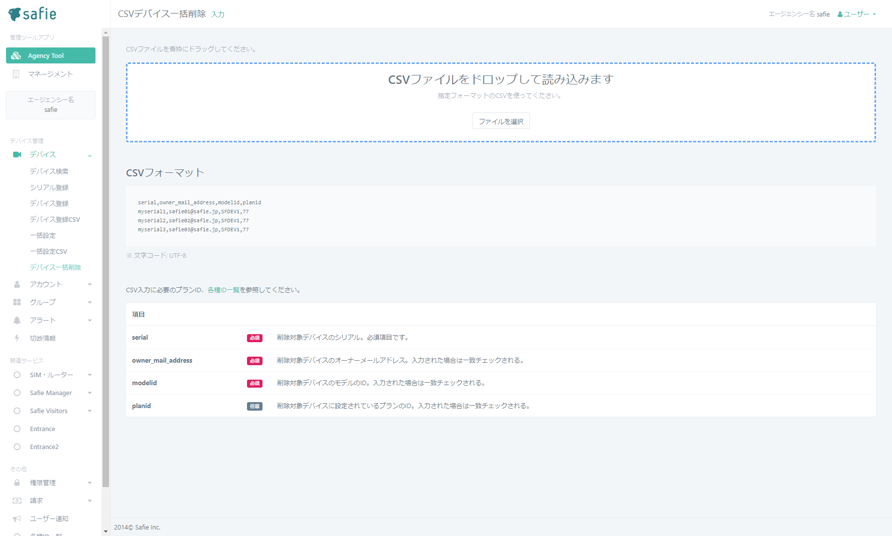 safie
管理ツールアプリ
Agency Tool
マネージメント
エージェンシー名
safie
デバイス管理
デバイス
デバイス検索
シリアル登録
デバイス登録
デバイス登録CSV
一括設定
一括設定CSV
デバイス一括削除
アカウント
グループ
アラート
切断情報
関連サービス
SIM・ルーター
Safie Manager
Safie Visitors
Entrance
Entrance2
その他
権限管理
請求
ユーザー通知
CSVデバイス一括削除 入力
エージェンシー名 safie ユーザー
CSVファイルを青枠にドラッグしてください。
CSVファイルをドロップして読み込みます
指定フォーマットのCSVを使ってください。
ファイルを選択
CSVフォーマット
serial,owner_mail_address,modelid,planid
myserial1,safie01@safie.jp,SFDEV1,77
myserial2,safie02@safie.jp,SFDEV1,77
myserial3,safie03@safie.jp,SFDEV1,77
※ 文字コード: UTF-8
CSV入力に必要のプランID、各種ID一覧を参照してください。
項目
serial 必須 削除対象デバイスのシリアル。必須項目です。
owner_mail_address 必須 削除対象デバイスのオーナーメールアドレス。入力された場合は一致チェックされる。
modelid 必須 削除対象デバイスのモデルのID。入力された場合は一致チェックされる。
planid 任意 削除対象デバイスに設定されているプランのID。入力された場合は一致チェックされる。
2014© Safie Inc.